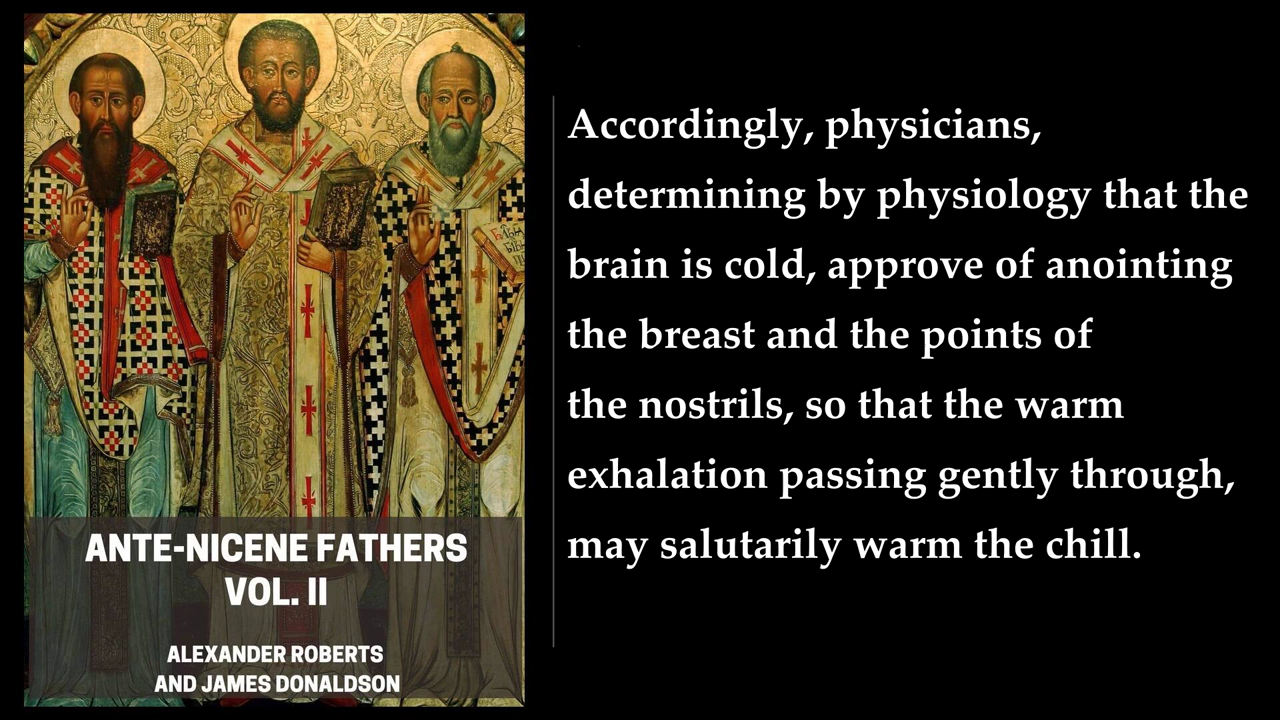 ANTE-NICENE FATHERS
VOL. II
ALEXANDER ROBERTS
AND JAMES DONALDSON
Accordingly, physicians,
determining by physiology that the
brain is cold, approve of anointing
the breast and the points of
the nostrils, so that the warm
exhalation passing gently through,
may salutarily warm the chill.